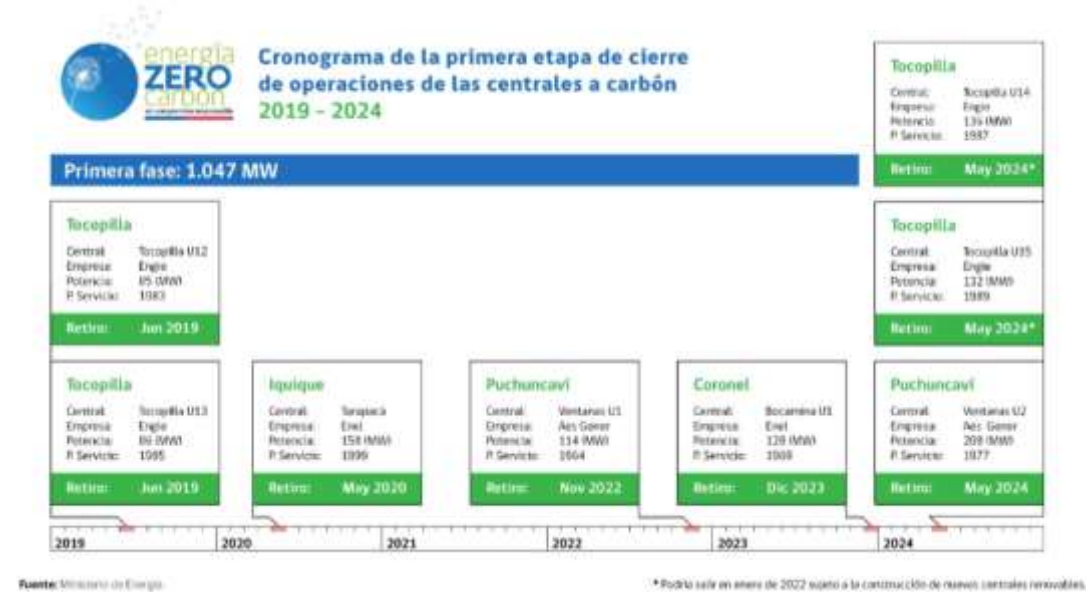 energía
ZERO
carbón
Cronograma de la primera etapa de cierre
de operaciones de las centrales a carbón
2019 - 2024
Primera fase: 1.047 MW
Tocopilla
Central: Tocopilla U14
Empresa: Engie
Potencia: 136 (MW)
P. Servicio: 1987
Retiro: May 2024*
Tocopilla
Central: Tocopilla U12
Empresa: Engie
Potencia: 85 (MW)
P. Servicio: 1983
Retiro: Jun 2019
Tocopilla
Central: Tocopilla U15
Empresa: Engie
Potencia: 132 (MW)
P. Servicio: 1989
Retiro: May 2024*
Tocopilla
Central: Tocopilla U13
Empresa: Engie
Potencia: 86 (MW)
P. Servicio: 1985
Retiro: Jun 2019
Iquique
Central: Tarapacá
Empresa: Enel
Potencia: 158 (MW)
P. Servicio: 1999
Retiro: May 2020
Puchuncaví
Central: Ventanas U1
Empresa: Aes Gener
Potencia: 114 (MW)
P. Servicio: 1964
Retiro: Nov 2022
Coronel
Central: Bocamina U1
Empresa: Enel
Potencia: 128 (MW)
P. Servicio:
Retiro: Dic 2023
Puchuncaví
Central: Ventanas U2
Empresa: Aes Gener
Potencia: 208 (MW)
P. Servicio: 1977
Retiro: May 2024
2019 2020 2021 2022 2023 2024
Fuente: Ministerio de Energía
* Podría salir en enero de 2022 sujeto a la construcción de nuevas centrales renovables.